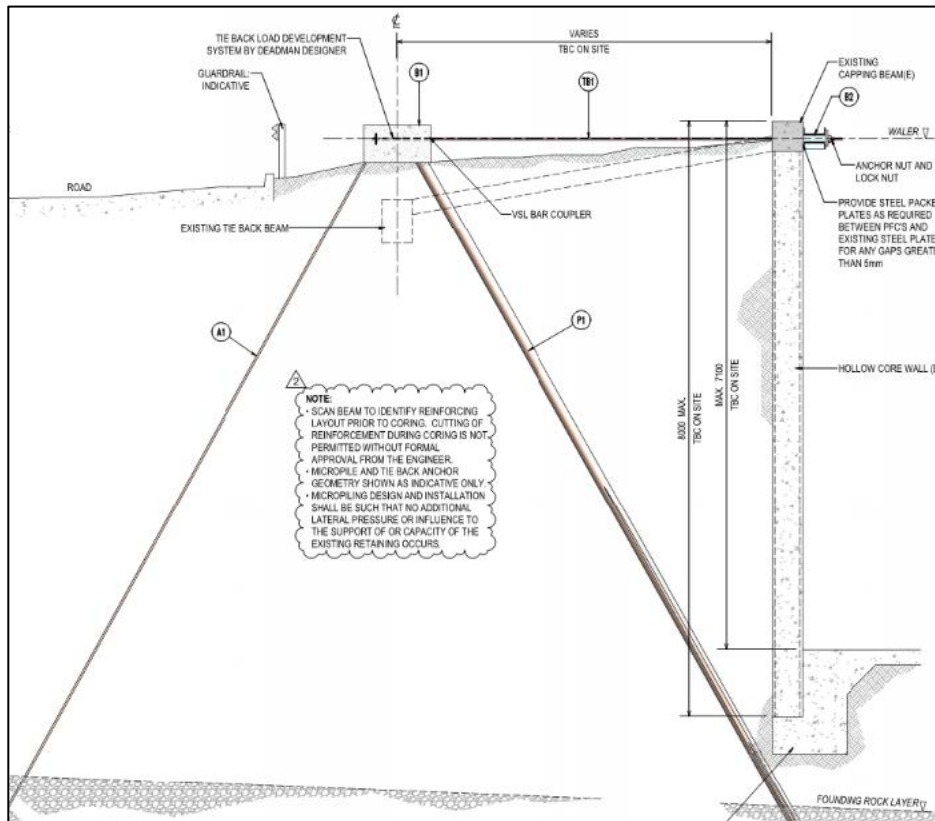 ℄
TIE BACK LOAD DEVELOPMENT
SYSTEM BY DEADMAN DESIGNER
GUARDRAIL:
INDICATIVE
B1
VARIES
TBC ON SITE
TB1
EXISTING
CAPPING BEAM(E)
B2
WALER
ANCHOR NUT AND
LOCK NUT
ROAD
EXISTING TIE BACK BEAM
VSL BAR COUPLER
PROVIDE STEEL PACKE
PLATES AS REQUIRED
BETWEEN PFC'S AND
EXISTING STEEL PLATE
FOR ANY GAPS GREATE
THAN 5mm
A1
P1
8000 MAX.
TBC ON SITE
MAX. 7100
TBC ON SITE
HOLLOW CORE WALL (E
2
NOTE:
• SCAN BEAM TO IDENTIFY REINFORCING
LAYOUT PRIOR TO CORING. CUTTING OF
REINFORCEMENT DURING CORING IS NOT
PERMITTED WITHOUT FORMAL
APPROVAL FROM THE ENGINEER.
• MICROPILE AND TIE BACK ANCHOR
GEOMETRY SHOWN AS INDICATIVE ONLY.
• MICROPILING DESIGN AND INSTALLATION
SHALL BE SUCH THAT NO ADDITIONAL
LATERAL PRESSURE OR INFLUENCE TO
THE SUPPORT OF OR CAPACITY OF THE
EXISTING RETAINING OCCURS.
FOUNDING ROCK LAYER